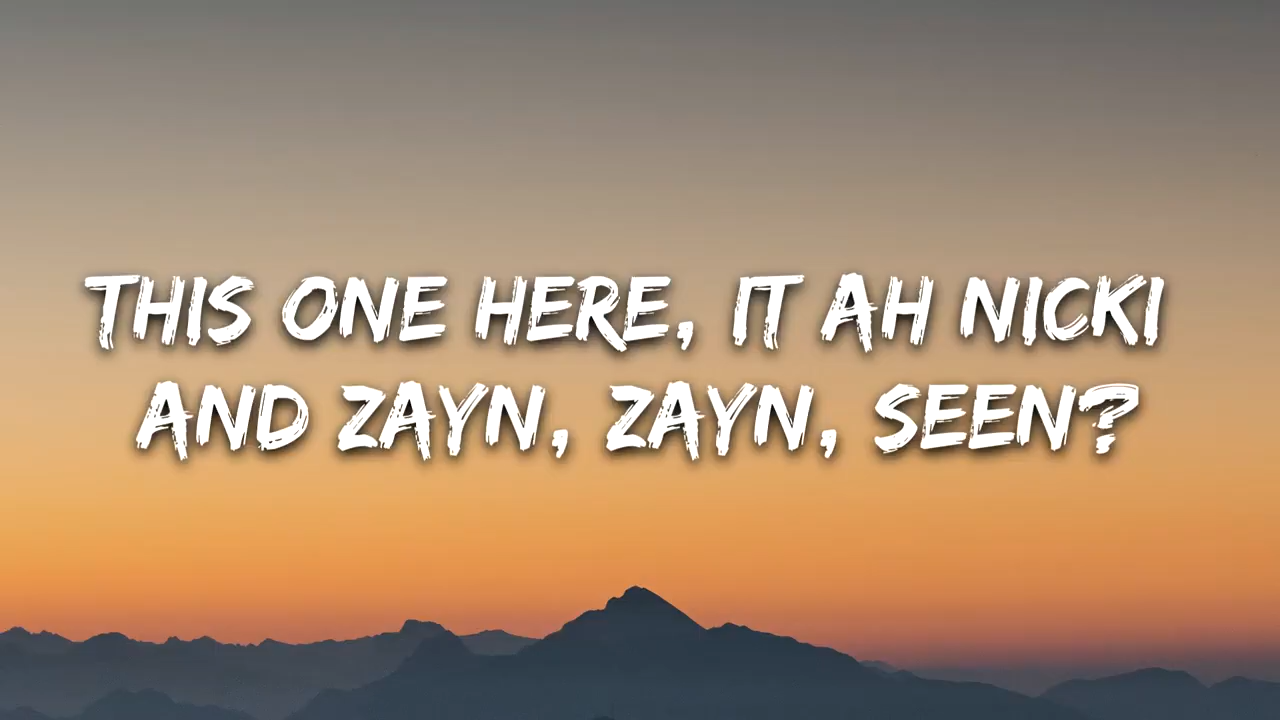 THIS ONE HERE, IT AH NICKI
AND ZAYN, ZAYN, SEEN?